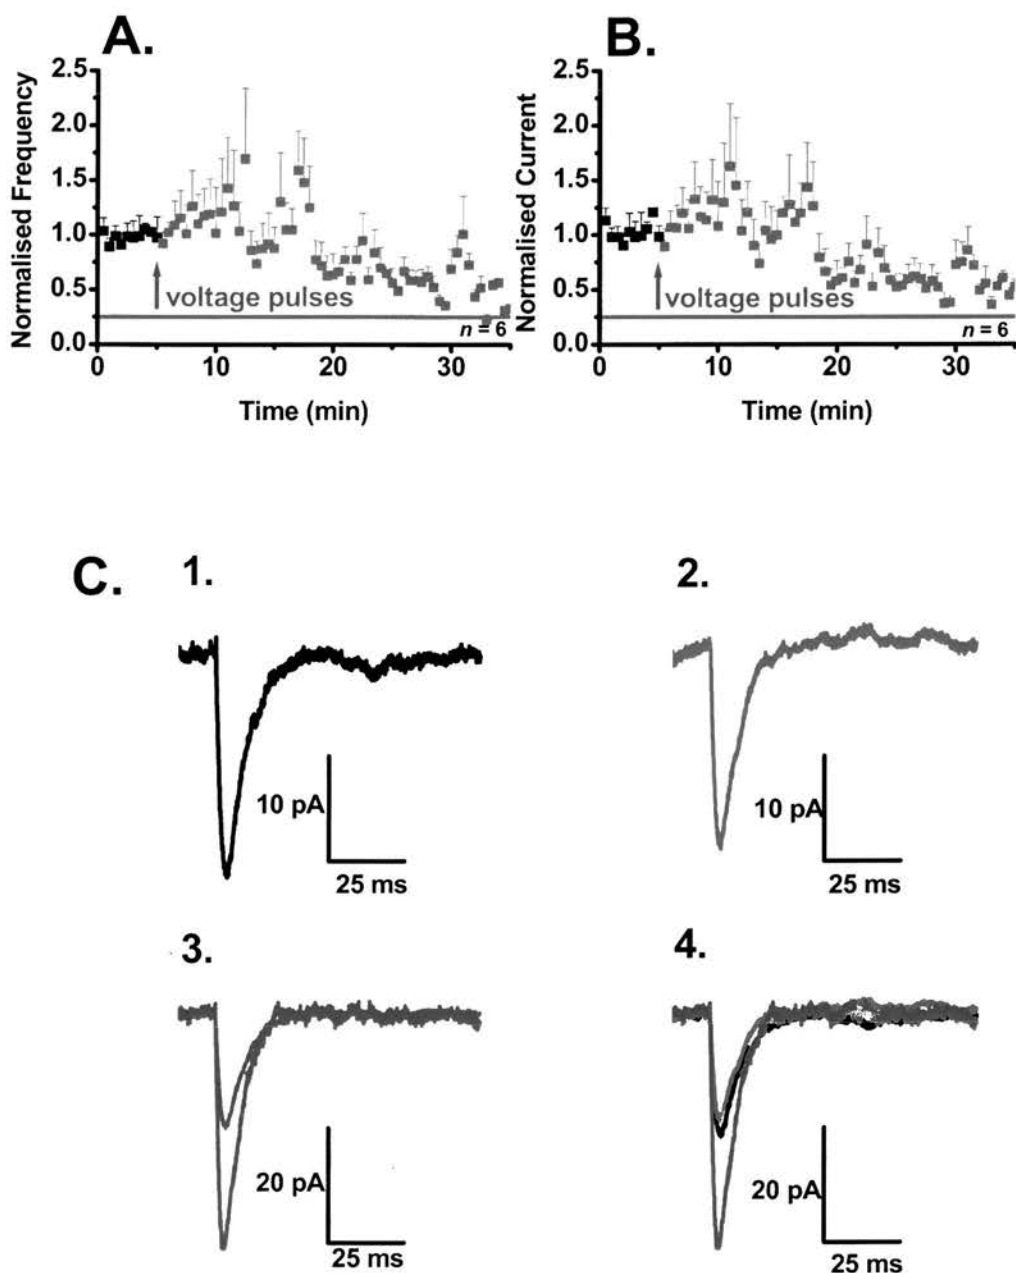 A.
Normalised Frequency
2.5
2.0
1.5
1.0
0.5
0.0
voltage pulses
n = 6
0 10 20 30
Time (min)
B.
Normalised Current
2.5
2.0
1.5
1.0
0.5
0.0
voltage pulses
n = 6
0 10 20 30
Time (min)
C.
1.
10 pA
25 ms
2.
10 pA
25 ms
3.
20 pA
25 ms
4.
20 pA
25 ms